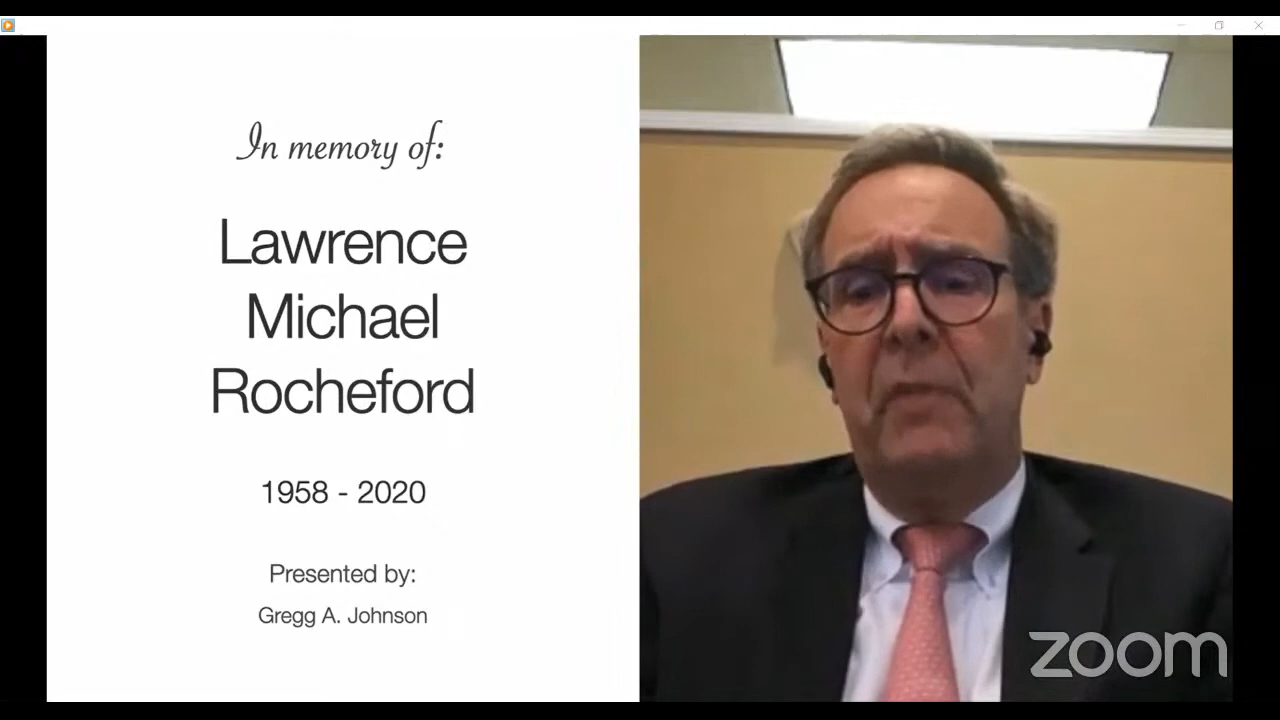 In memory of:
Lawrence
Michael
Rocheford
1958 - 2020
Presented by:
Gregg A. Johnson
zoom